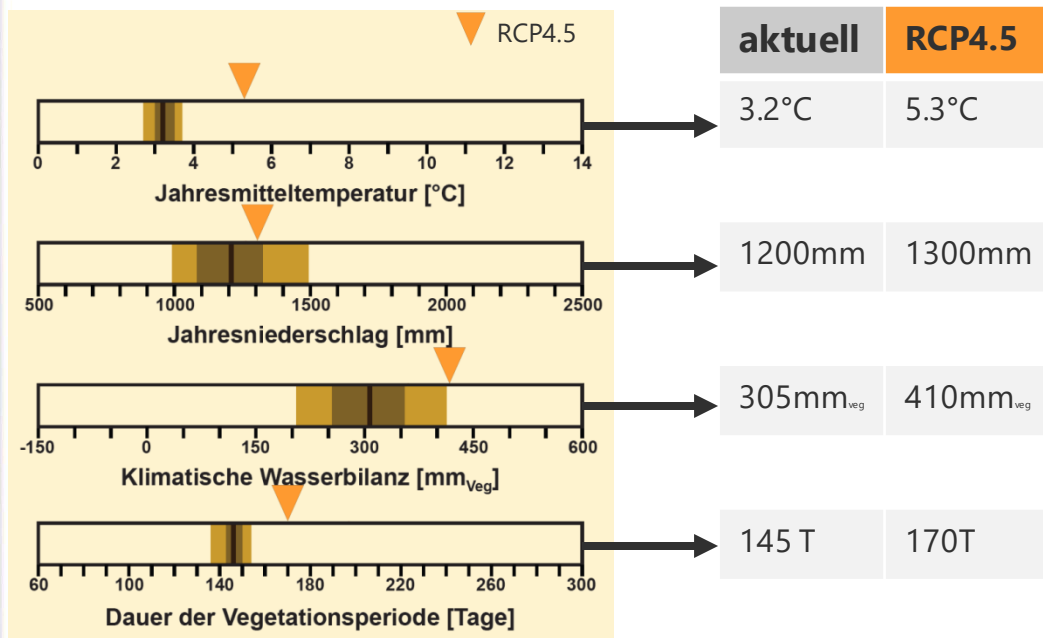 RCP4.5
aktuell RCP4.5
3.2°C 5.3°C
0 2 4 6 8 10 12 14
Jahresmitteltemperatur [°C]
1200mm 1300mm
500 1000 1500 2000 2500
Jahresniederschlag [mm]
305mmveg 410mmveg
-150 0 150 300 450 600
Klimatische Wasserbilanz [mmVeg]
145 T 170T
60 100 140 180 220 260 300
Dauer der Vegetationsperiode [Tage]